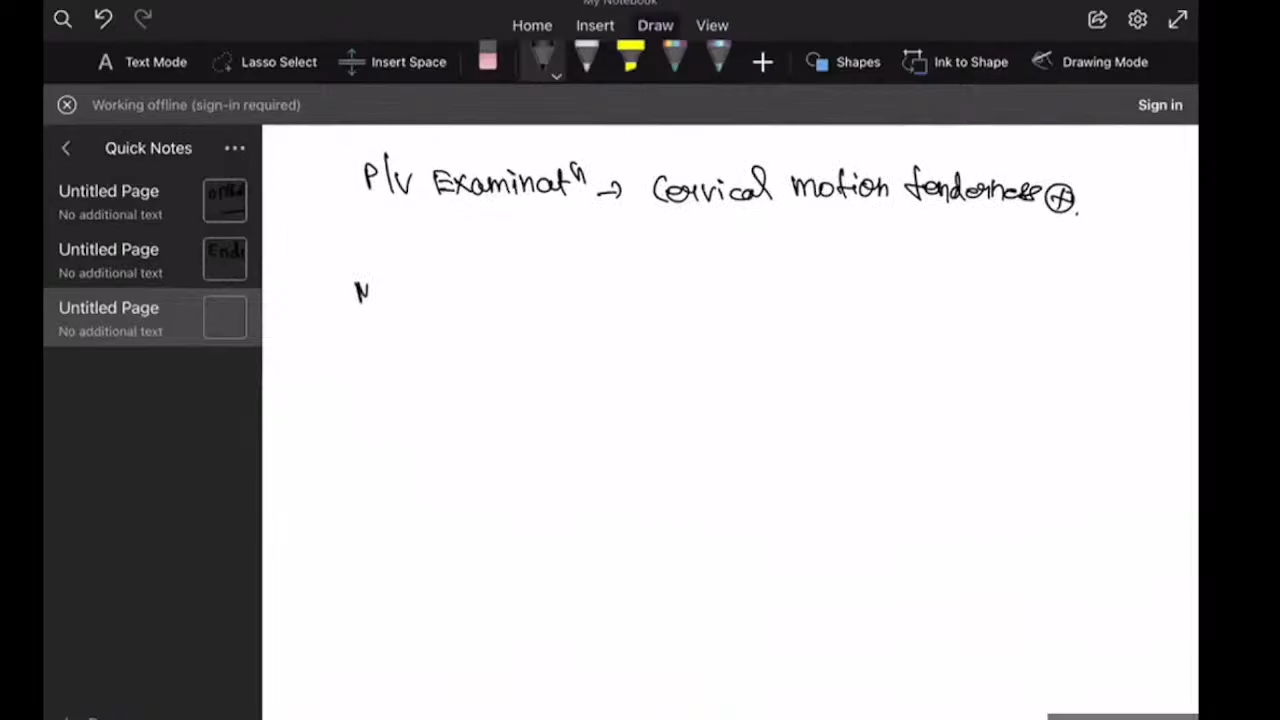 My Notebook
Home Insert Draw View
Text Mode Lasso Select Insert Space Shapes Ink to Shape Drawing Mode
Working offline (sign-in required) Sign in
Quick Notes
Untitled Page
No additional text
Untitled Page
No additional text
Untitled Page
No additional text
P/v Examinatn → Cervical motion tenderness ⊕.